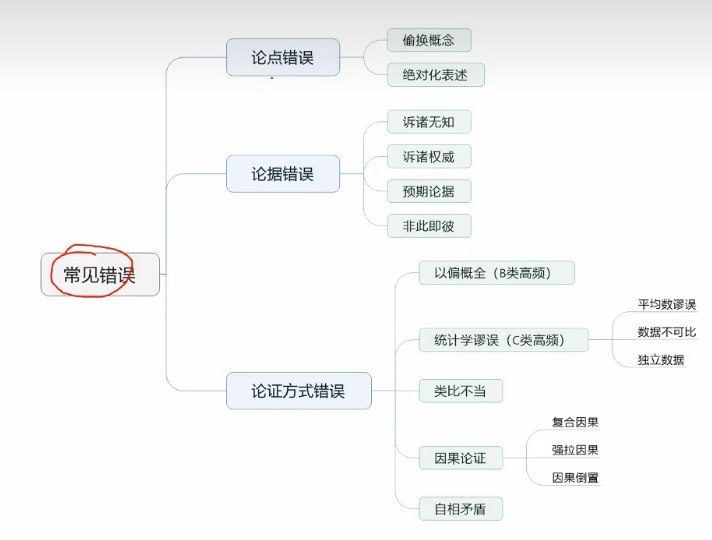 常见错误
论点错误
偷换概念
绝对化表述
论据错误
诉诸无知
诉诸权威
预期论据
非此即彼
论证方式错误
以偏概全（B类高频）
统计学谬误（C类高频）
平均数谬误
数据不可比
独立数据
类比不当
因果论证
复合因果
强拉因果
因果倒置
自相矛盾